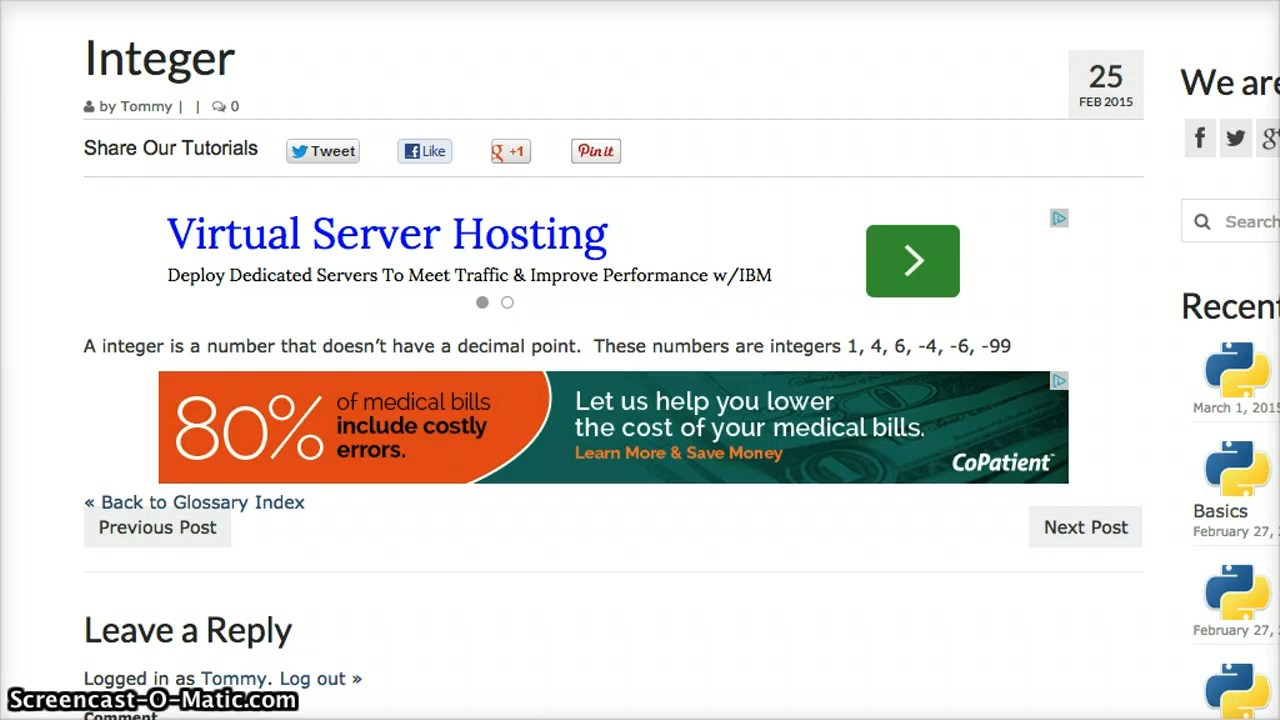 Integer
by Tommy | | 0
25
FEB 2015
We are
Share Our Tutorials
Tweet
Like
+1
Pin it
Search
Virtual Server Hosting
Deploy Dedicated Servers To Meet Traffic & Improve Performance w/IBM
Recent
A integer is a number that doesn't have a decimal point. These numbers are integers 1, 4, 6, -4, -6, -99
80%
of medical bills
include costly
errors.
Let us help you lower
the cost of your medical bills.
Learn More & Save Money
CoPatient
March 1, 2015
« Back to Glossary Index
Previous Post
Next Post
Basics
February 27,
Leave a Reply
February 27,
Logged in as Tommy. Log out »
Screencast-O-Matic.com
Comment